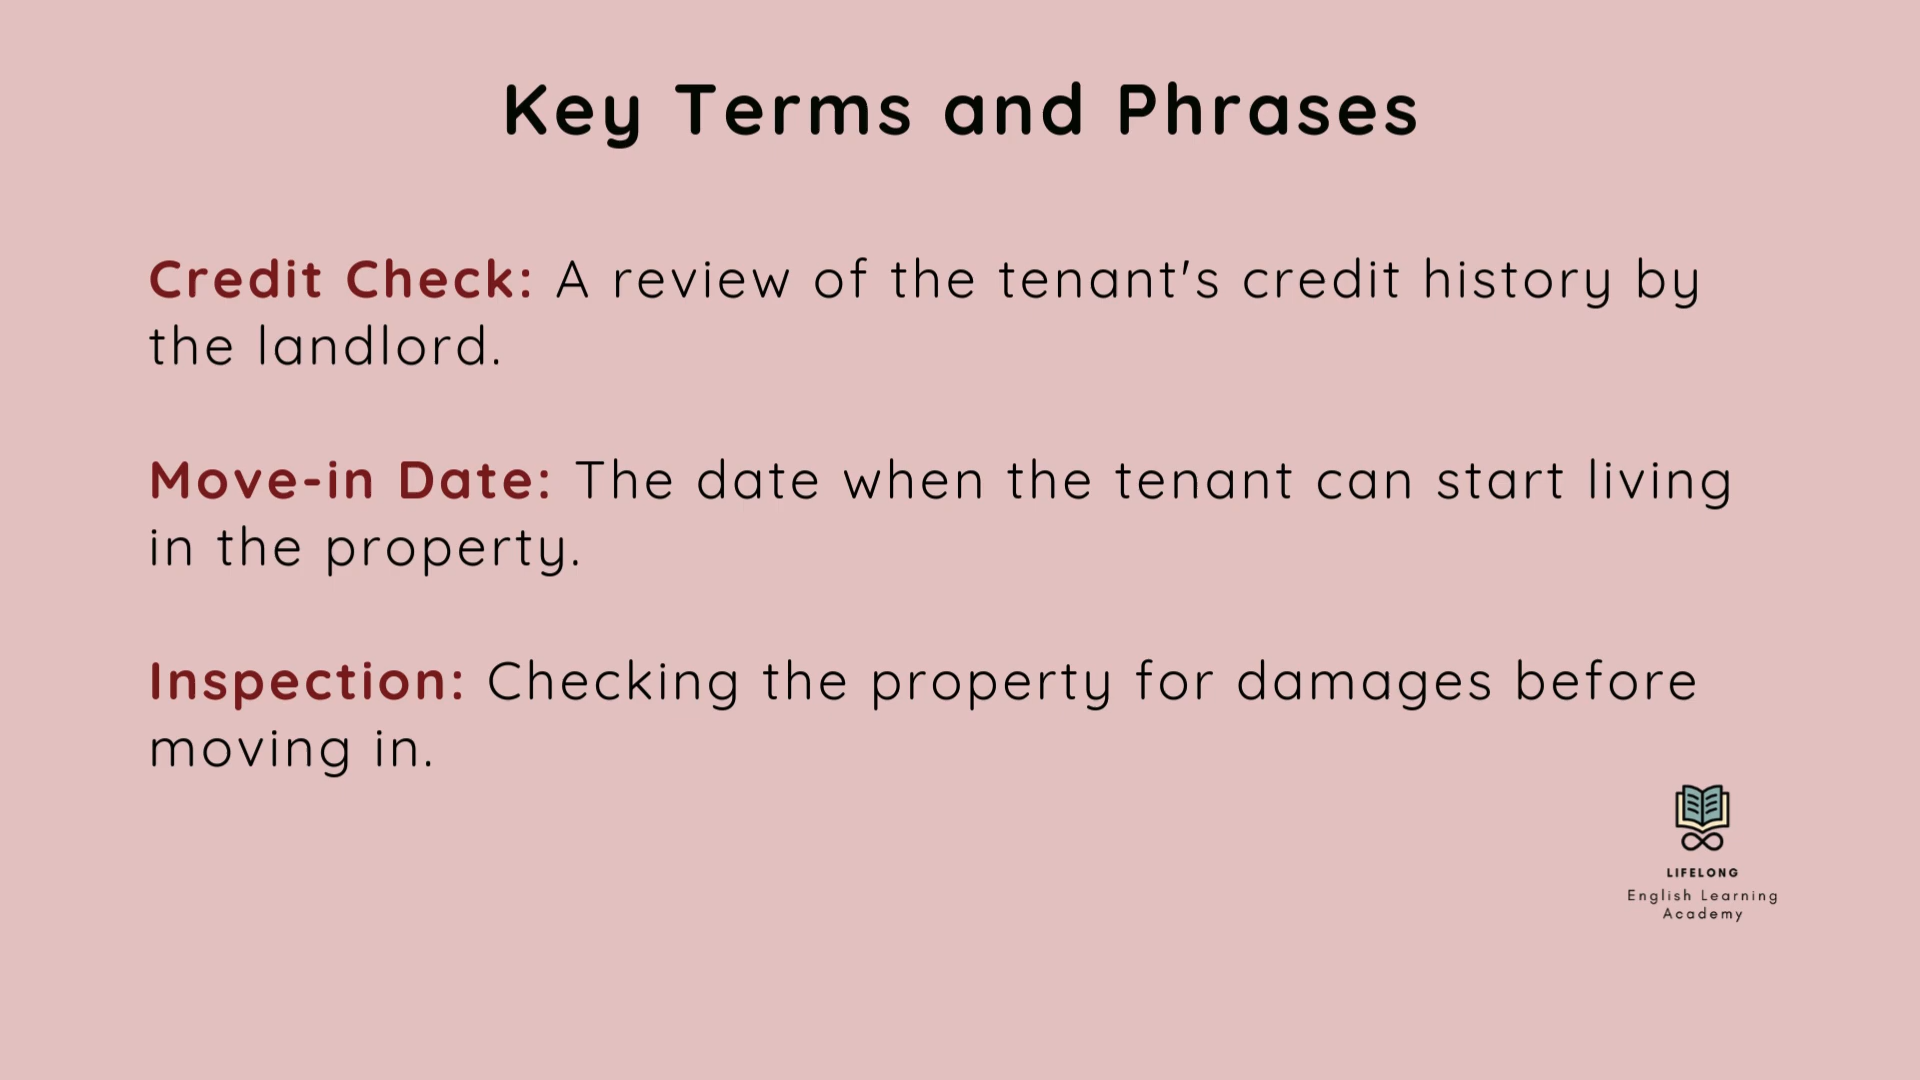 Key Terms and Phrases
Credit Check: A review of the tenant's credit history by
the landlord.
Move-in Date: The date when the tenant can start living
in the property.
Inspection: Checking the property for damages before
moving in.
LIFELONG
English Learning
Academy